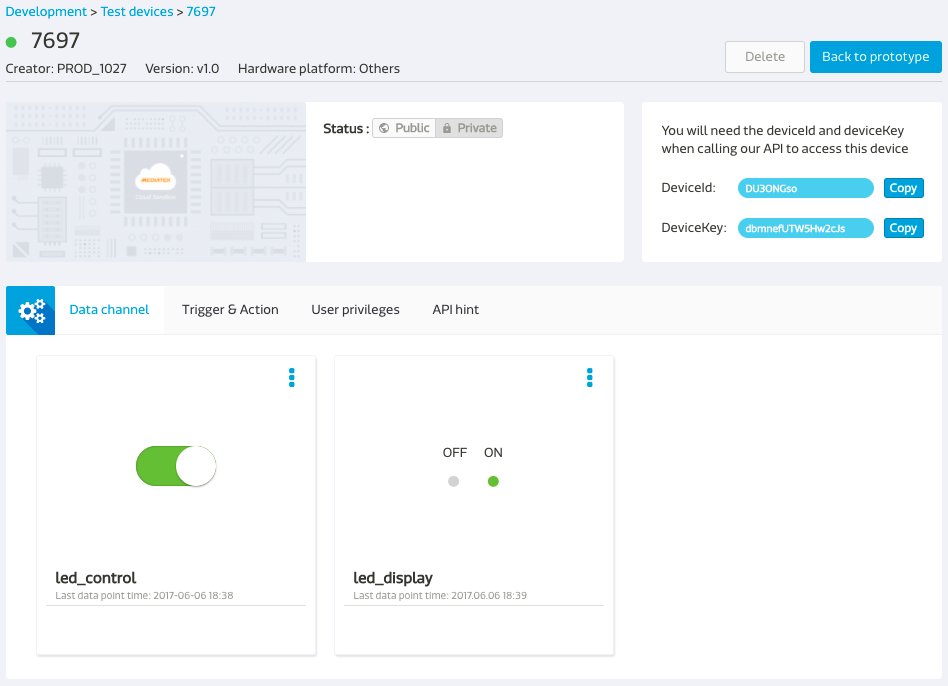 Development > Test devices > 7697
7697
Creator: PROD_1027 Version: v1.0 Hardware platform: Others
Delete
Back to prototype
MEDIATEK
Cloud Sandbox
Status : Public Private
You will need the deviceId and deviceKey
when calling our API to access this device
DeviceId: DU3ONGso Copy
DeviceKey: dbmnefUTW5Hw2cJs Copy
Data channel Trigger & Action User privileges API hint
OFF ON
led_control
Last data point time: 2017-06-06 18:38
led_display
Last data point time: 2017.06.06 18:39